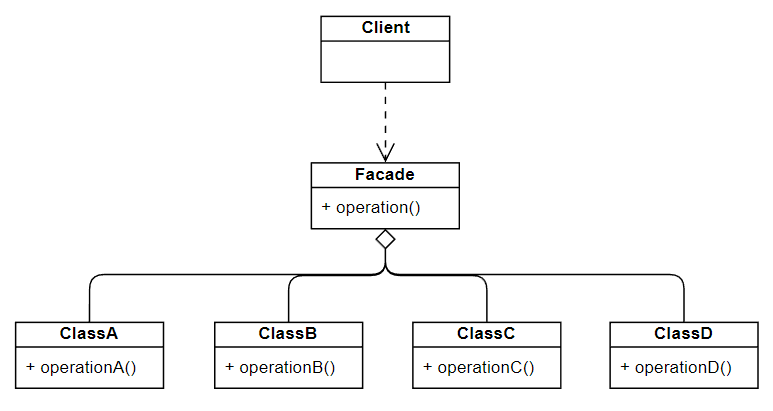 Client
Facade
+ operation()
ClassA
+ operationA()
ClassB
+ operationB()
ClassC
+ operationC()
ClassD
+ operationD()